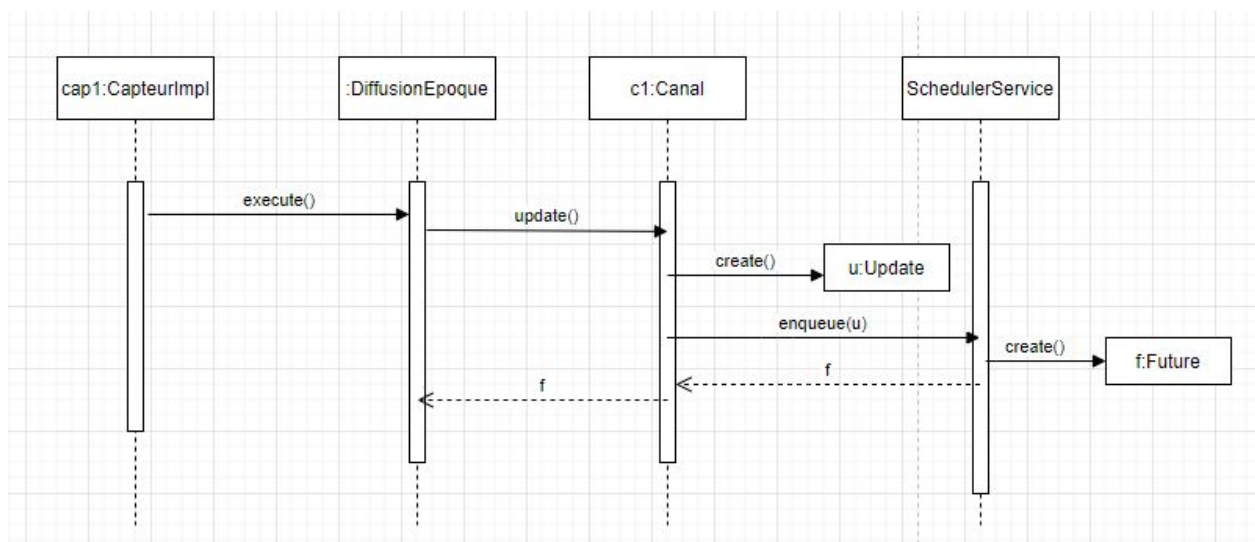 cap1:CapteurImpl
:DiffusionEpoque
c1:Canal
SchedulerService
execute()
update()
create()
u:Update
enqueue(u)
create()
f:Future
f
f